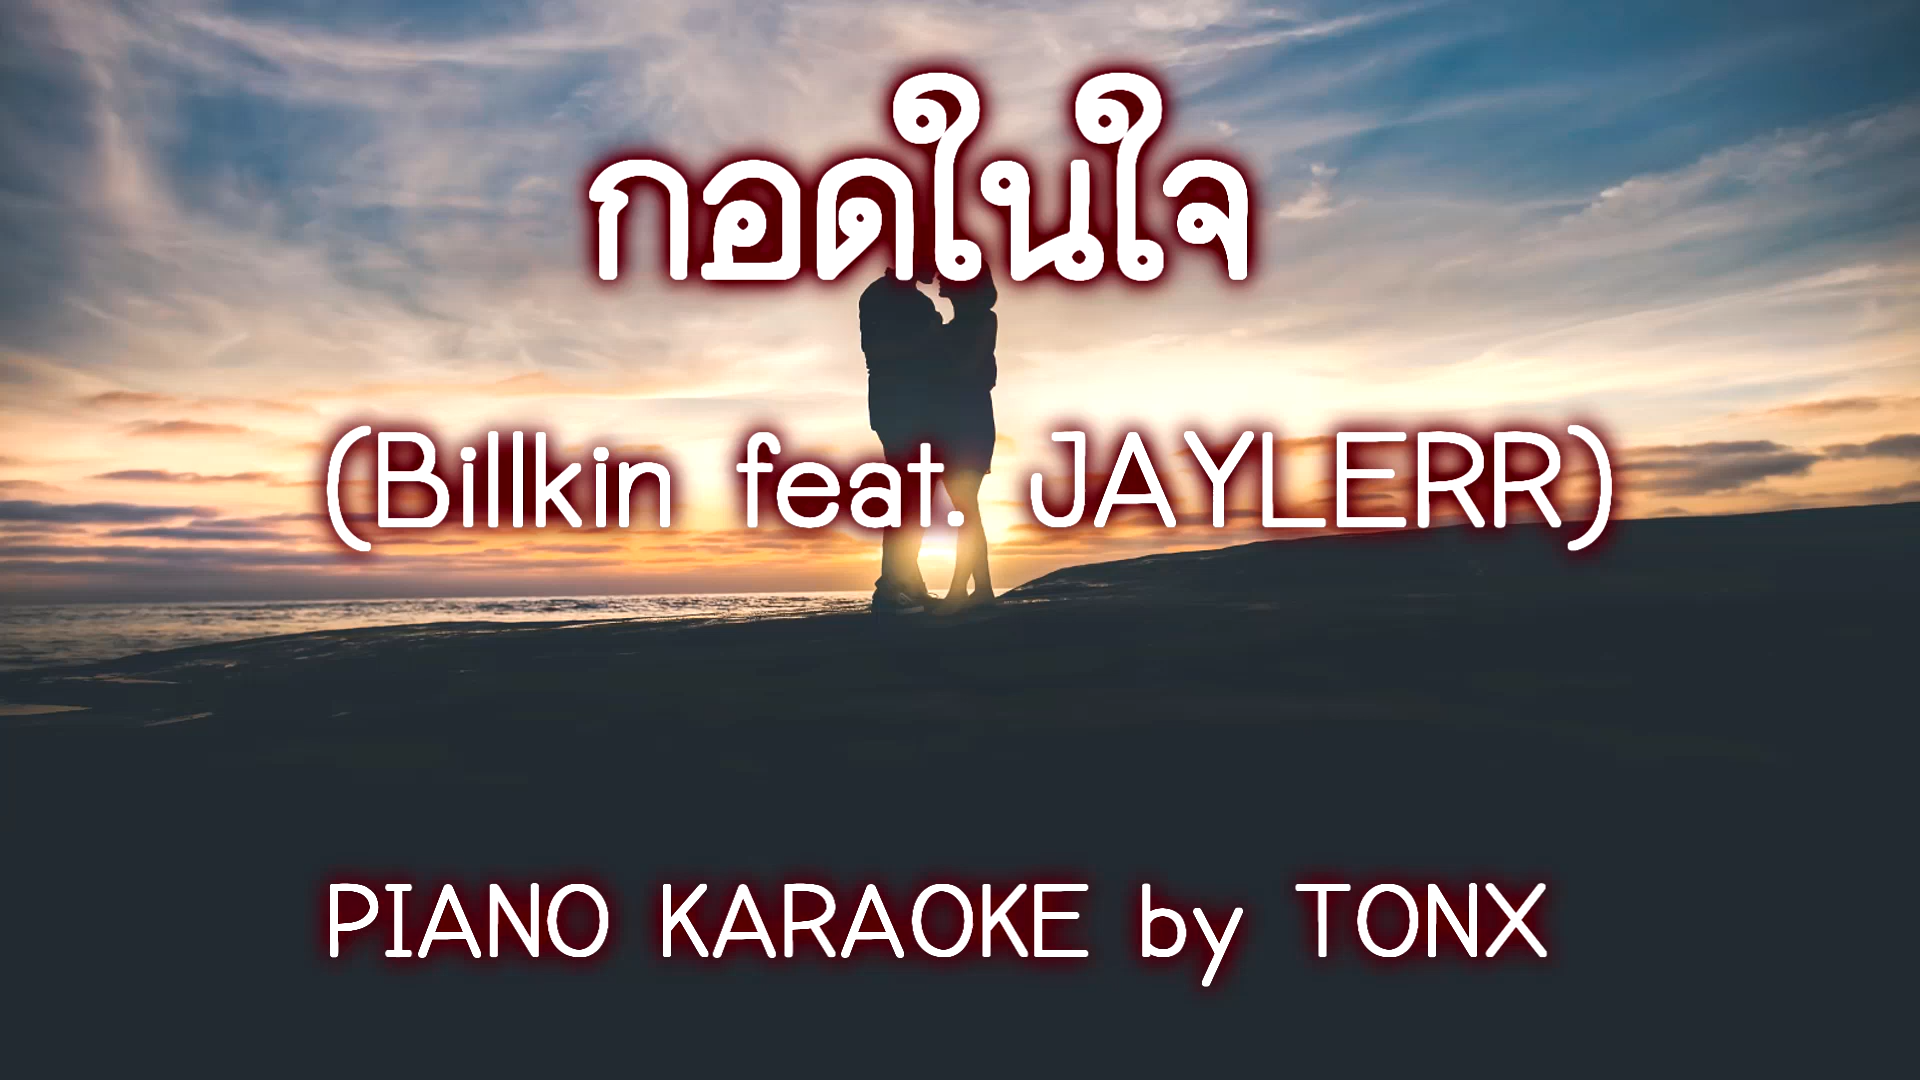 กอดในใจ
(Billkin feat. JAYLERR)
PIANO KARAOKE by TONX